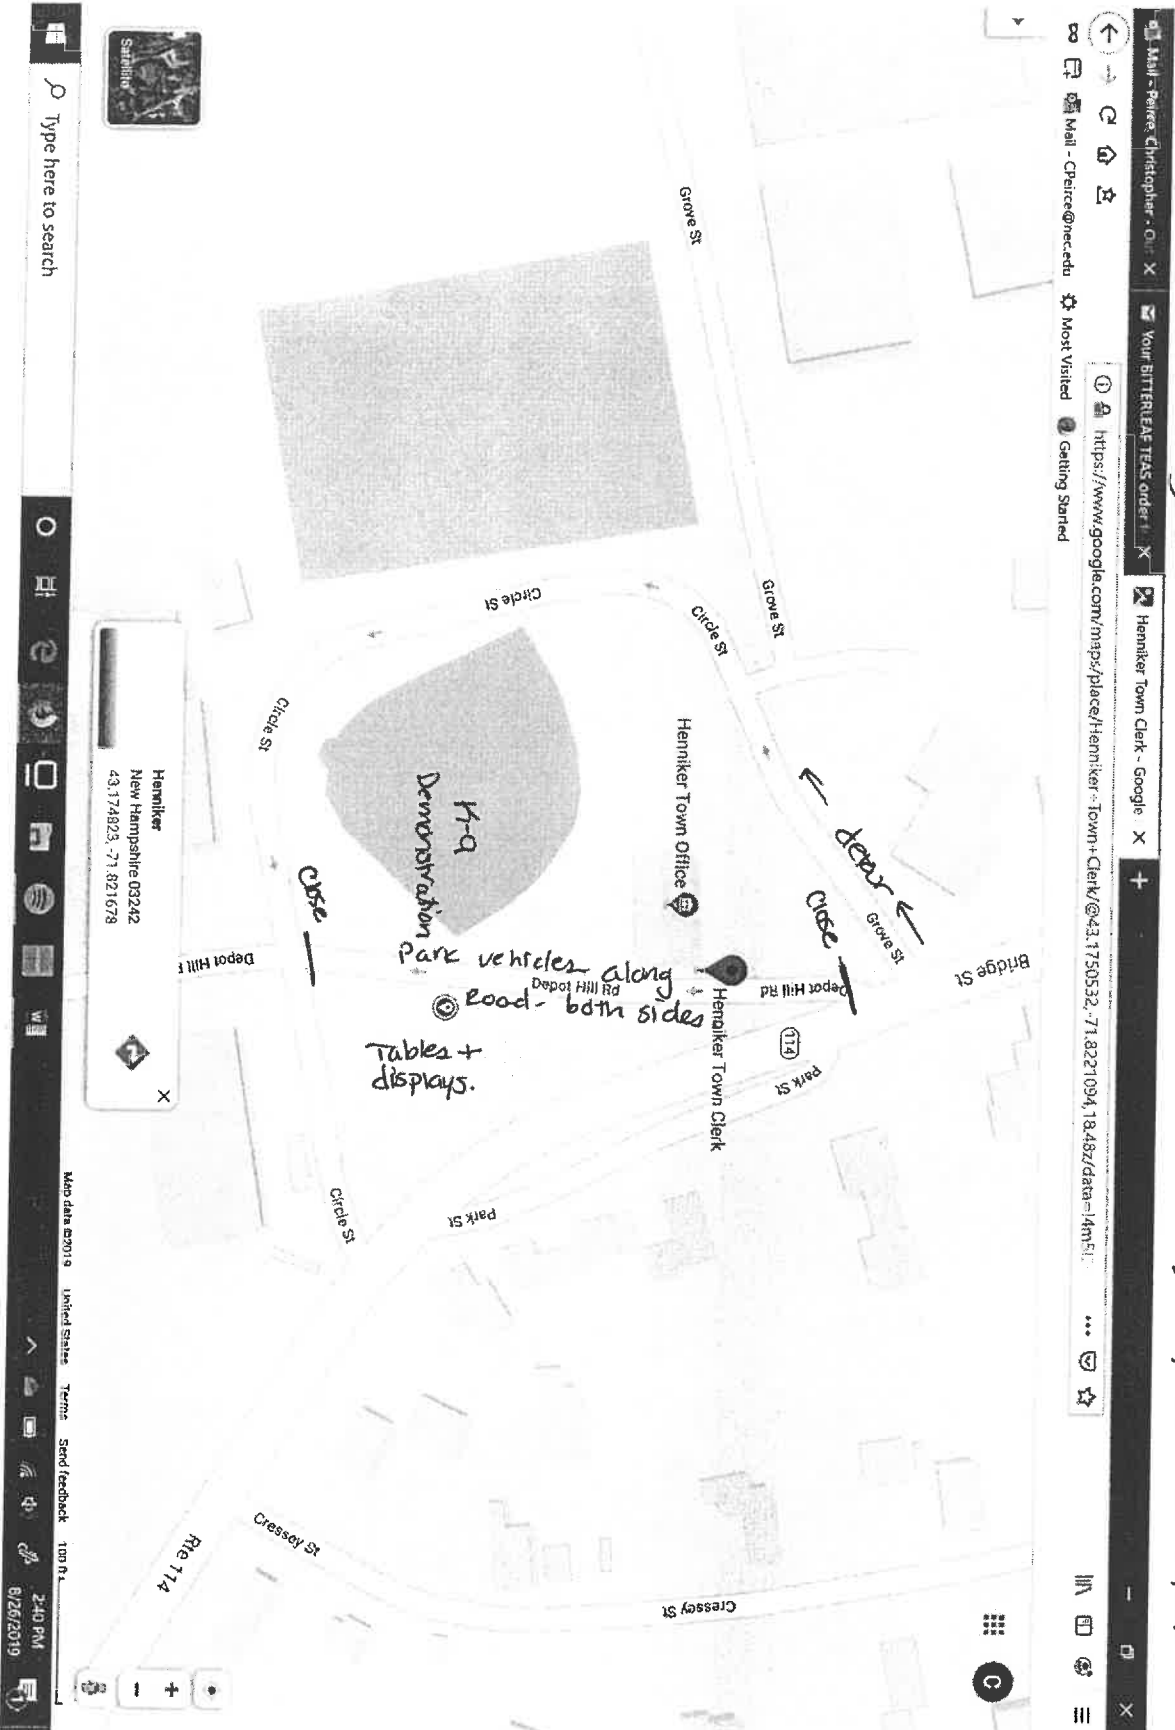 Mail - Peirce, Christopher - Out
Your BITTERLEAF TEAS order
Henniker Town Clerk - Google
https://www.google.com/maps/place/Henniker+Town+Clerk/@43.1750532,-71.8221094,18.48z/data=!4m5!
Mail - CPeirce@nec.edu
Most Visited
Getting Started
C
Bridge St
Grove St
detour
Close
Grove St
Grove St
Circle St
Depot Hill Rd
114
Park St
Henniker Town Office
Henniker Town Clerk
Cressey St
Circle St
K-9
Demonstration
Park vehicles along
Depot Hill Rd
Road - both sides
Tables +
displays.
Park St
Circle St
Close
Depot Hill R
Circle St
Cressey St
Rte 114
Satellite
Henniker
New Hampshire 03242
43.174823, -71.821678
Map data ©2019 United States Terms Send feedback 100 ft
Type here to search
2:40 PM
8/26/2019